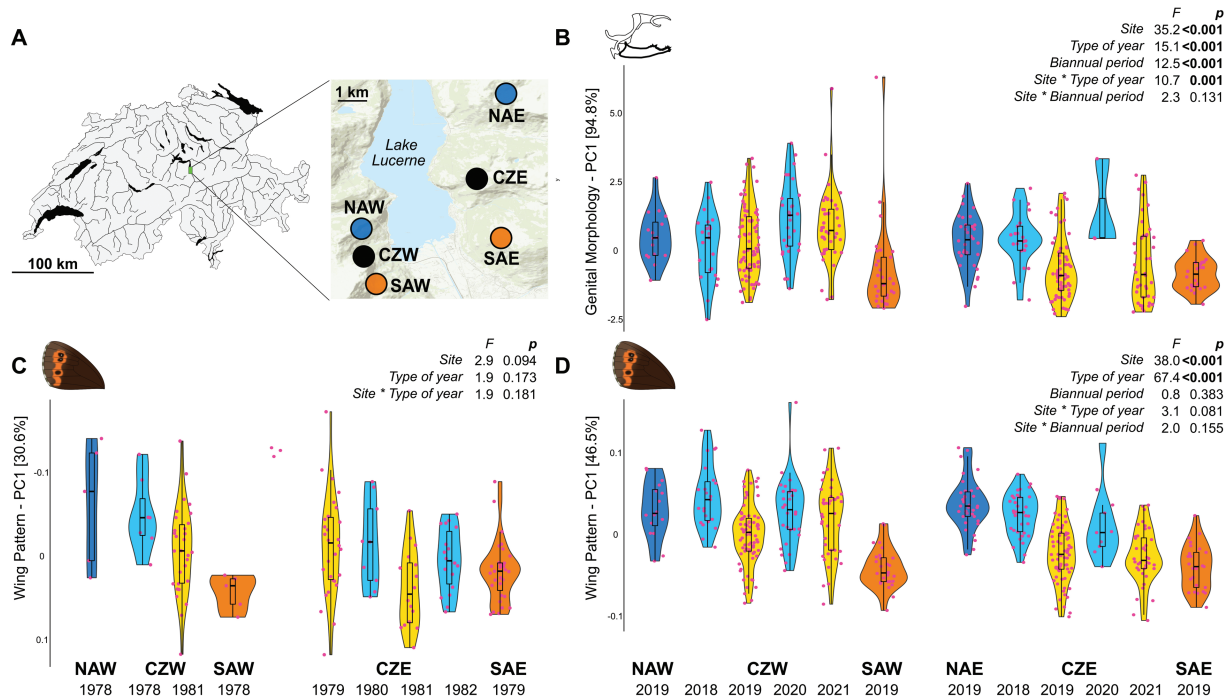 A
1 km
NAE
Lake
Lucerne
CZE
NAW
CZW
SAE
SAW
100 km
B
F p
Site 35.2 <0.001
Type of year 15.1 <0.001
Biannual period 12.5 <0.001
Site * Type of year 10.7 0.001
Site * Biannual period 2.3 0.131
Genital Morphology - PC1 [94.8%]
5.0
2.5
0
-2.5
C
F p
Site 2.9 0.094
Type of year 1.9 0.173
Site * Type of year 1.9 0.181
Wing Pattern - PC1 [30.6%]
-0.1
0
0.1
NAW CZW SAW CZE SAE
1978 1978 1981 1978 1979 1980 1981 1982 1979
D
F p
Site 38.0 <0.001
Type of year 67.4 <0.001
Biannual period 0.8 0.383
Site * Type of year 3.1 0.081
Site * Biannual period 2.0 0.155
Wing Pattern - PC1 [46.5%]
0.1
0
-0.1
NAW CZW SAW NAE CZE SAE
2019 2018 2019 2020 2021 2019 2019 2018 2019 2020 2021 2019